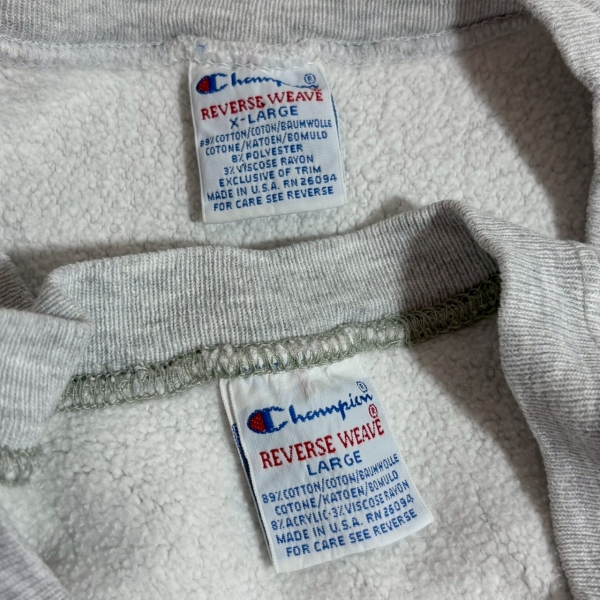 Champion ®
REVERSE WEAVE
X-LARGE
89% COTTON/COTON/BAUMWOLLE
COTONE/KATOEN/BOMULD
8% POLYESTER
3% VISCOSE RAYON
EXCLUSIVE OF TRIM
MADE IN U.S.A. RN 26094
FOR CARE SEE REVERSE
Champion ®
REVERSE WEAVE ®
LARGE
89% COTTON/COTON/BAUMWOLLE
COTONE/KATOEN/BOMULD
8% ACRYLIC·3% VISCOSE RAYON
MADE IN U.S.A. RN 26094
FOR CARE SEE REVERSE